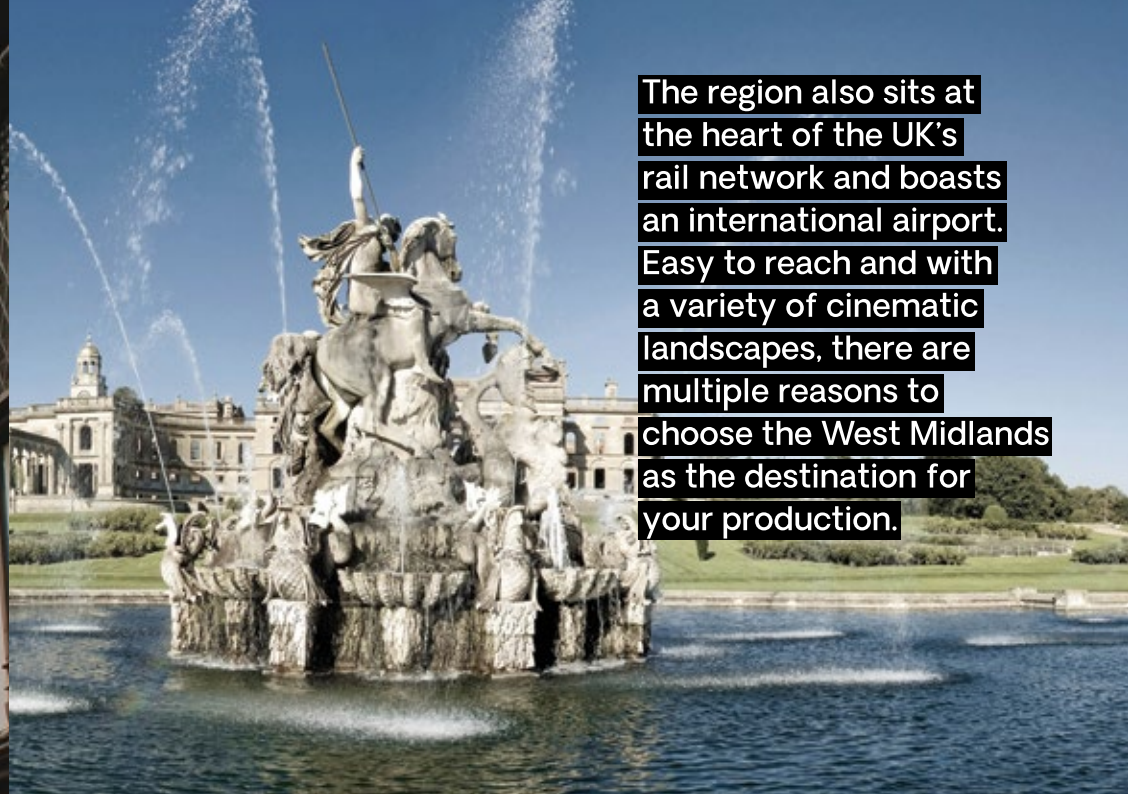 The region also sits at
the heart of the UK’s
rail network and boasts
an international airport.
Easy to reach and with
a variety of cinematic
landscapes, there are
multiple reasons to
choose the West Midlands
as the destination for
your production.